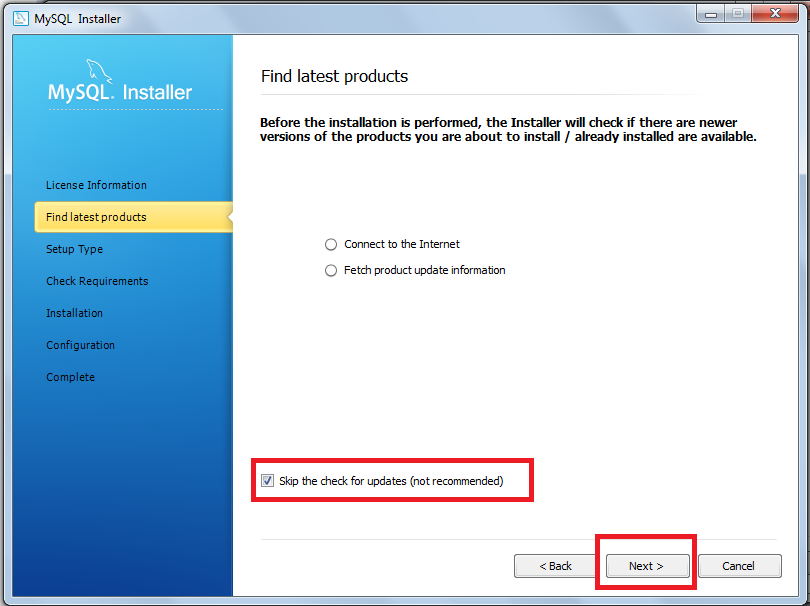 MySQL Installer
MySQL. Installer
License Information
Find latest products
Setup Type
Check Requirements
Installation
Configuration
Complete
Find latest products
Before the installation is performed, the Installer will check if there are newer
versions of the products you are about to install / already installed are available.
Connect to the Internet
Fetch product update information
Skip the check for updates (not recommended)
< Back
Next >
Cancel